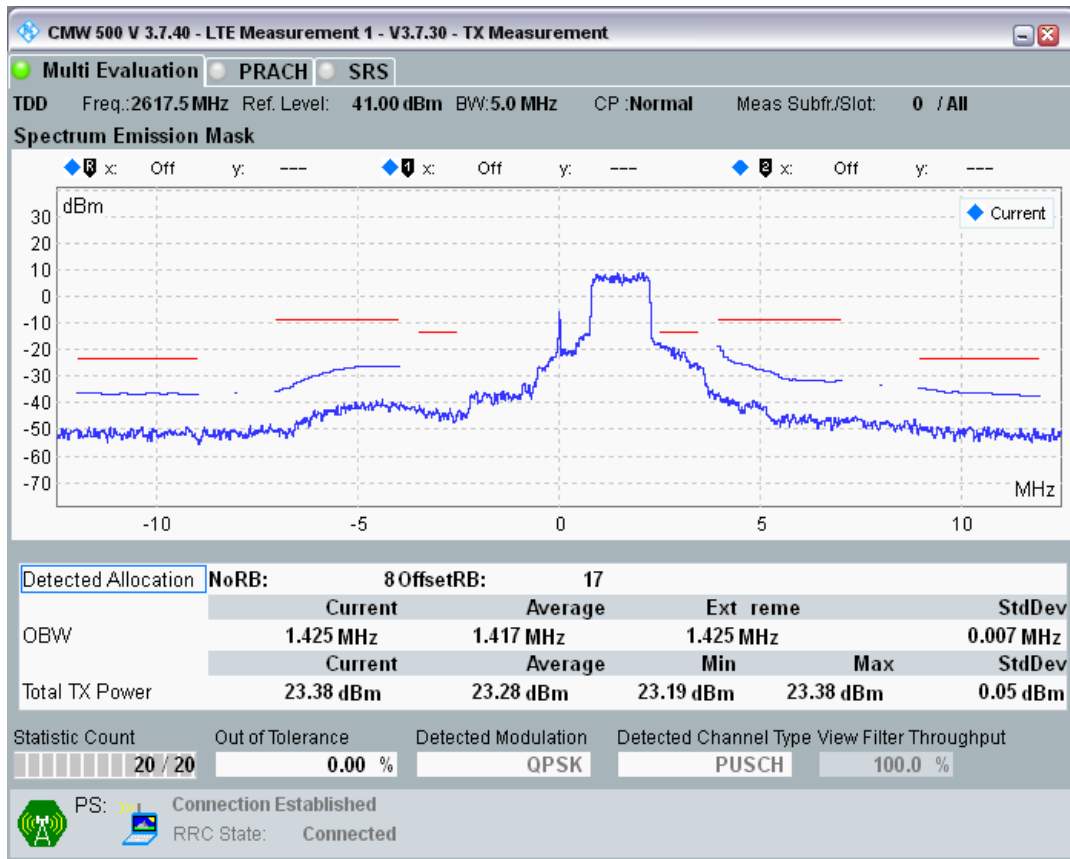 CMW 500 V 3.7.40 - LTE Measurement 1 - V3.7.30 - TX Measurement
Multi Evaluation PRACH SRS
TDD Freq.:2617.5 MHz Ref. Level: 41.00 dBm BW:5.0 MHz CP :Normal Meas Subfr./Slot: 0 / All
Spectrum Emission Mask
R x: Off y: --- 1 x: Off y: --- 2 x: Off y: ---
dBm
Current
30
20
10
0
-10
-20
-30
-40
-50
-60
-70
MHz
-10 -5 0 5 10
Detected Allocation NoRB: 8 OffsetRB: 17
Current Average Ext reme StdDev
OBW 1.425 MHz 1.417 MHz 1.425 MHz 0.007 MHz
Current Average Min Max StdDev
Total TX Power 23.38 dBm 23.28 dBm 23.19 dBm 23.38 dBm 0.05 dBm
Statistic Count Out of Tolerance Detected Modulation Detected Channel Type View Filter Throughput
20 / 20 0.00 % QPSK PUSCH 100.0 %
PS: Connection Established
RRC State: Connected